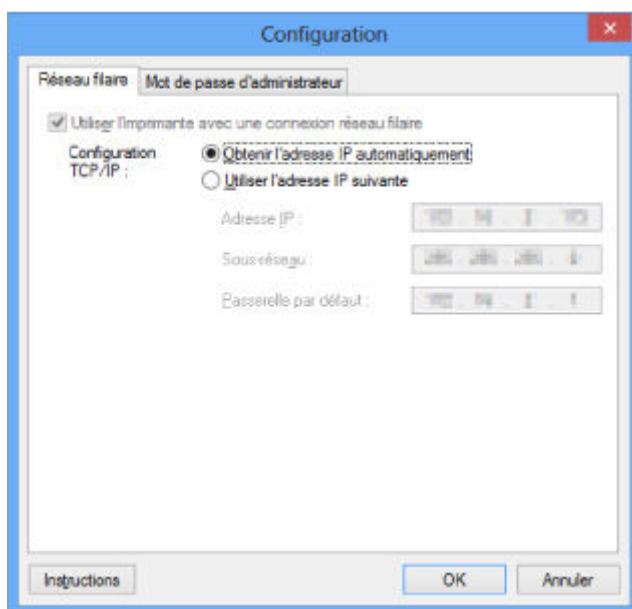 Configuration
Réseau filaire Mot de passe d'administrateur
Utiliser l'imprimante avec une connexion réseau filaire
Configuration TCP/IP :
Obtenir l'adresse IP automatiquement
Utiliser l'adresse IP suivante
Adresse IP :
Sous-réseau :
Passerelle par défaut :
Instructions OK Annuler